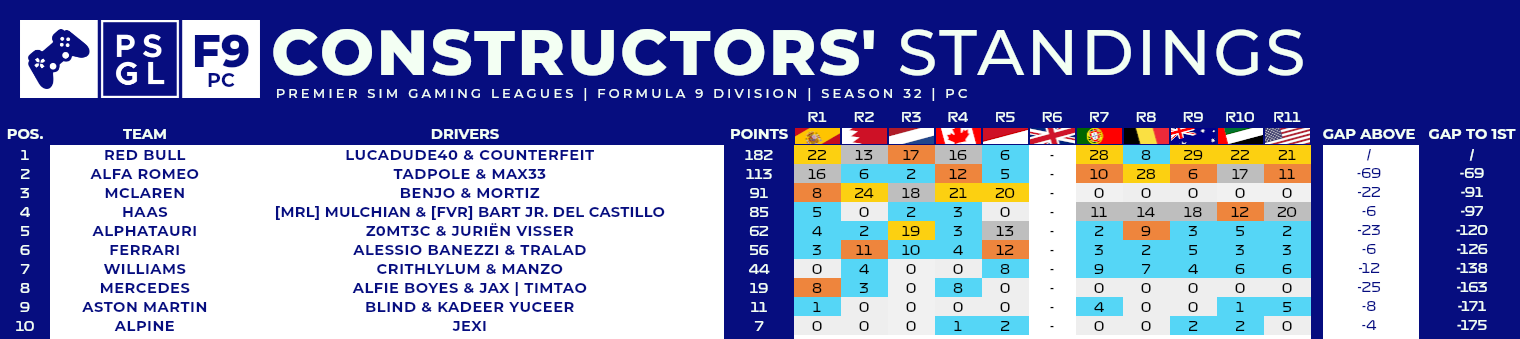 PS GL F9 PC CONSTRUCTORS' STANDINGS
PREMIER SIM GAMING LEAGUES | FORMULA 9 DIVISION | SEASON 32 | PC
R1 R2 R3 R4 R5 R6 R7 R8 R9 R10 R11
POS. TEAM DRIVERS POINTS GAP ABOVE GAP TO 1ST
1 RED BULL LUCADUDE40 & COUNTERFEIT 182 22 13 17 16 6 - 28 8 29 22 21 / /
2 ALFA ROMEO TADPOLE & MAX33 113 16 6 2 12 5 - 10 28 6 17 11 -69 -69
3 MCLAREN BENJO & MORTIZ 91 8 24 18 21 20 - 0 0 0 0 0 -22 -91
4 HAAS [MRL] MULCHIAN & [FVR] BART JR. DEL CASTILLO 85 5 0 2 3 0 - 11 14 18 12 20 -6 -97
5 ALPHATAURI Z0MT3C & JURIËN VISSER 62 4 2 19 3 13 - 2 9 3 5 2 -23 -120
6 FERRARI ALESSIO BANEZZI & TRALAD 56 3 11 10 4 12 - 3 2 5 3 3 -6 -126
7 WILLIAMS CRITHLYLUM & MANZO 44 0 4 0 0 8 - 9 7 4 6 6 -12 -138
8 MERCEDES ALFIE BOYES & JAX | TIMTAO 19 8 3 0 8 0 - 0 0 0 0 0 -25 -163
9 ASTON MARTIN BLIND & KADEER YUCEER 11 1 0 0 0 0 - 4 0 0 1 5 -8 -171
10 ALPINE JEXI 7 0 0 0 1 2 - 0 0 2 2 0 -4 -175